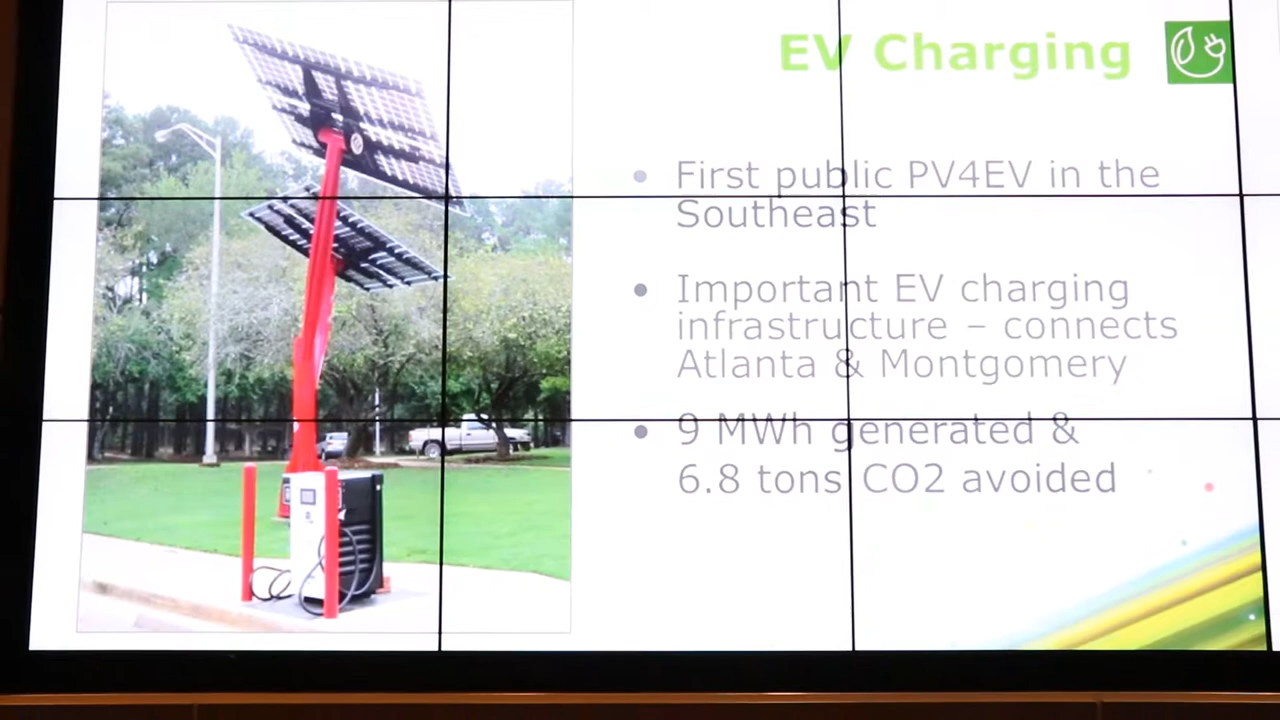 EV Charging
• First public PV4EV in the
Southeast
• Important EV charging
infrastructure – connects
Atlanta & Montgomery
• 9 MWh generated &
6.8 tons CO2 avoided